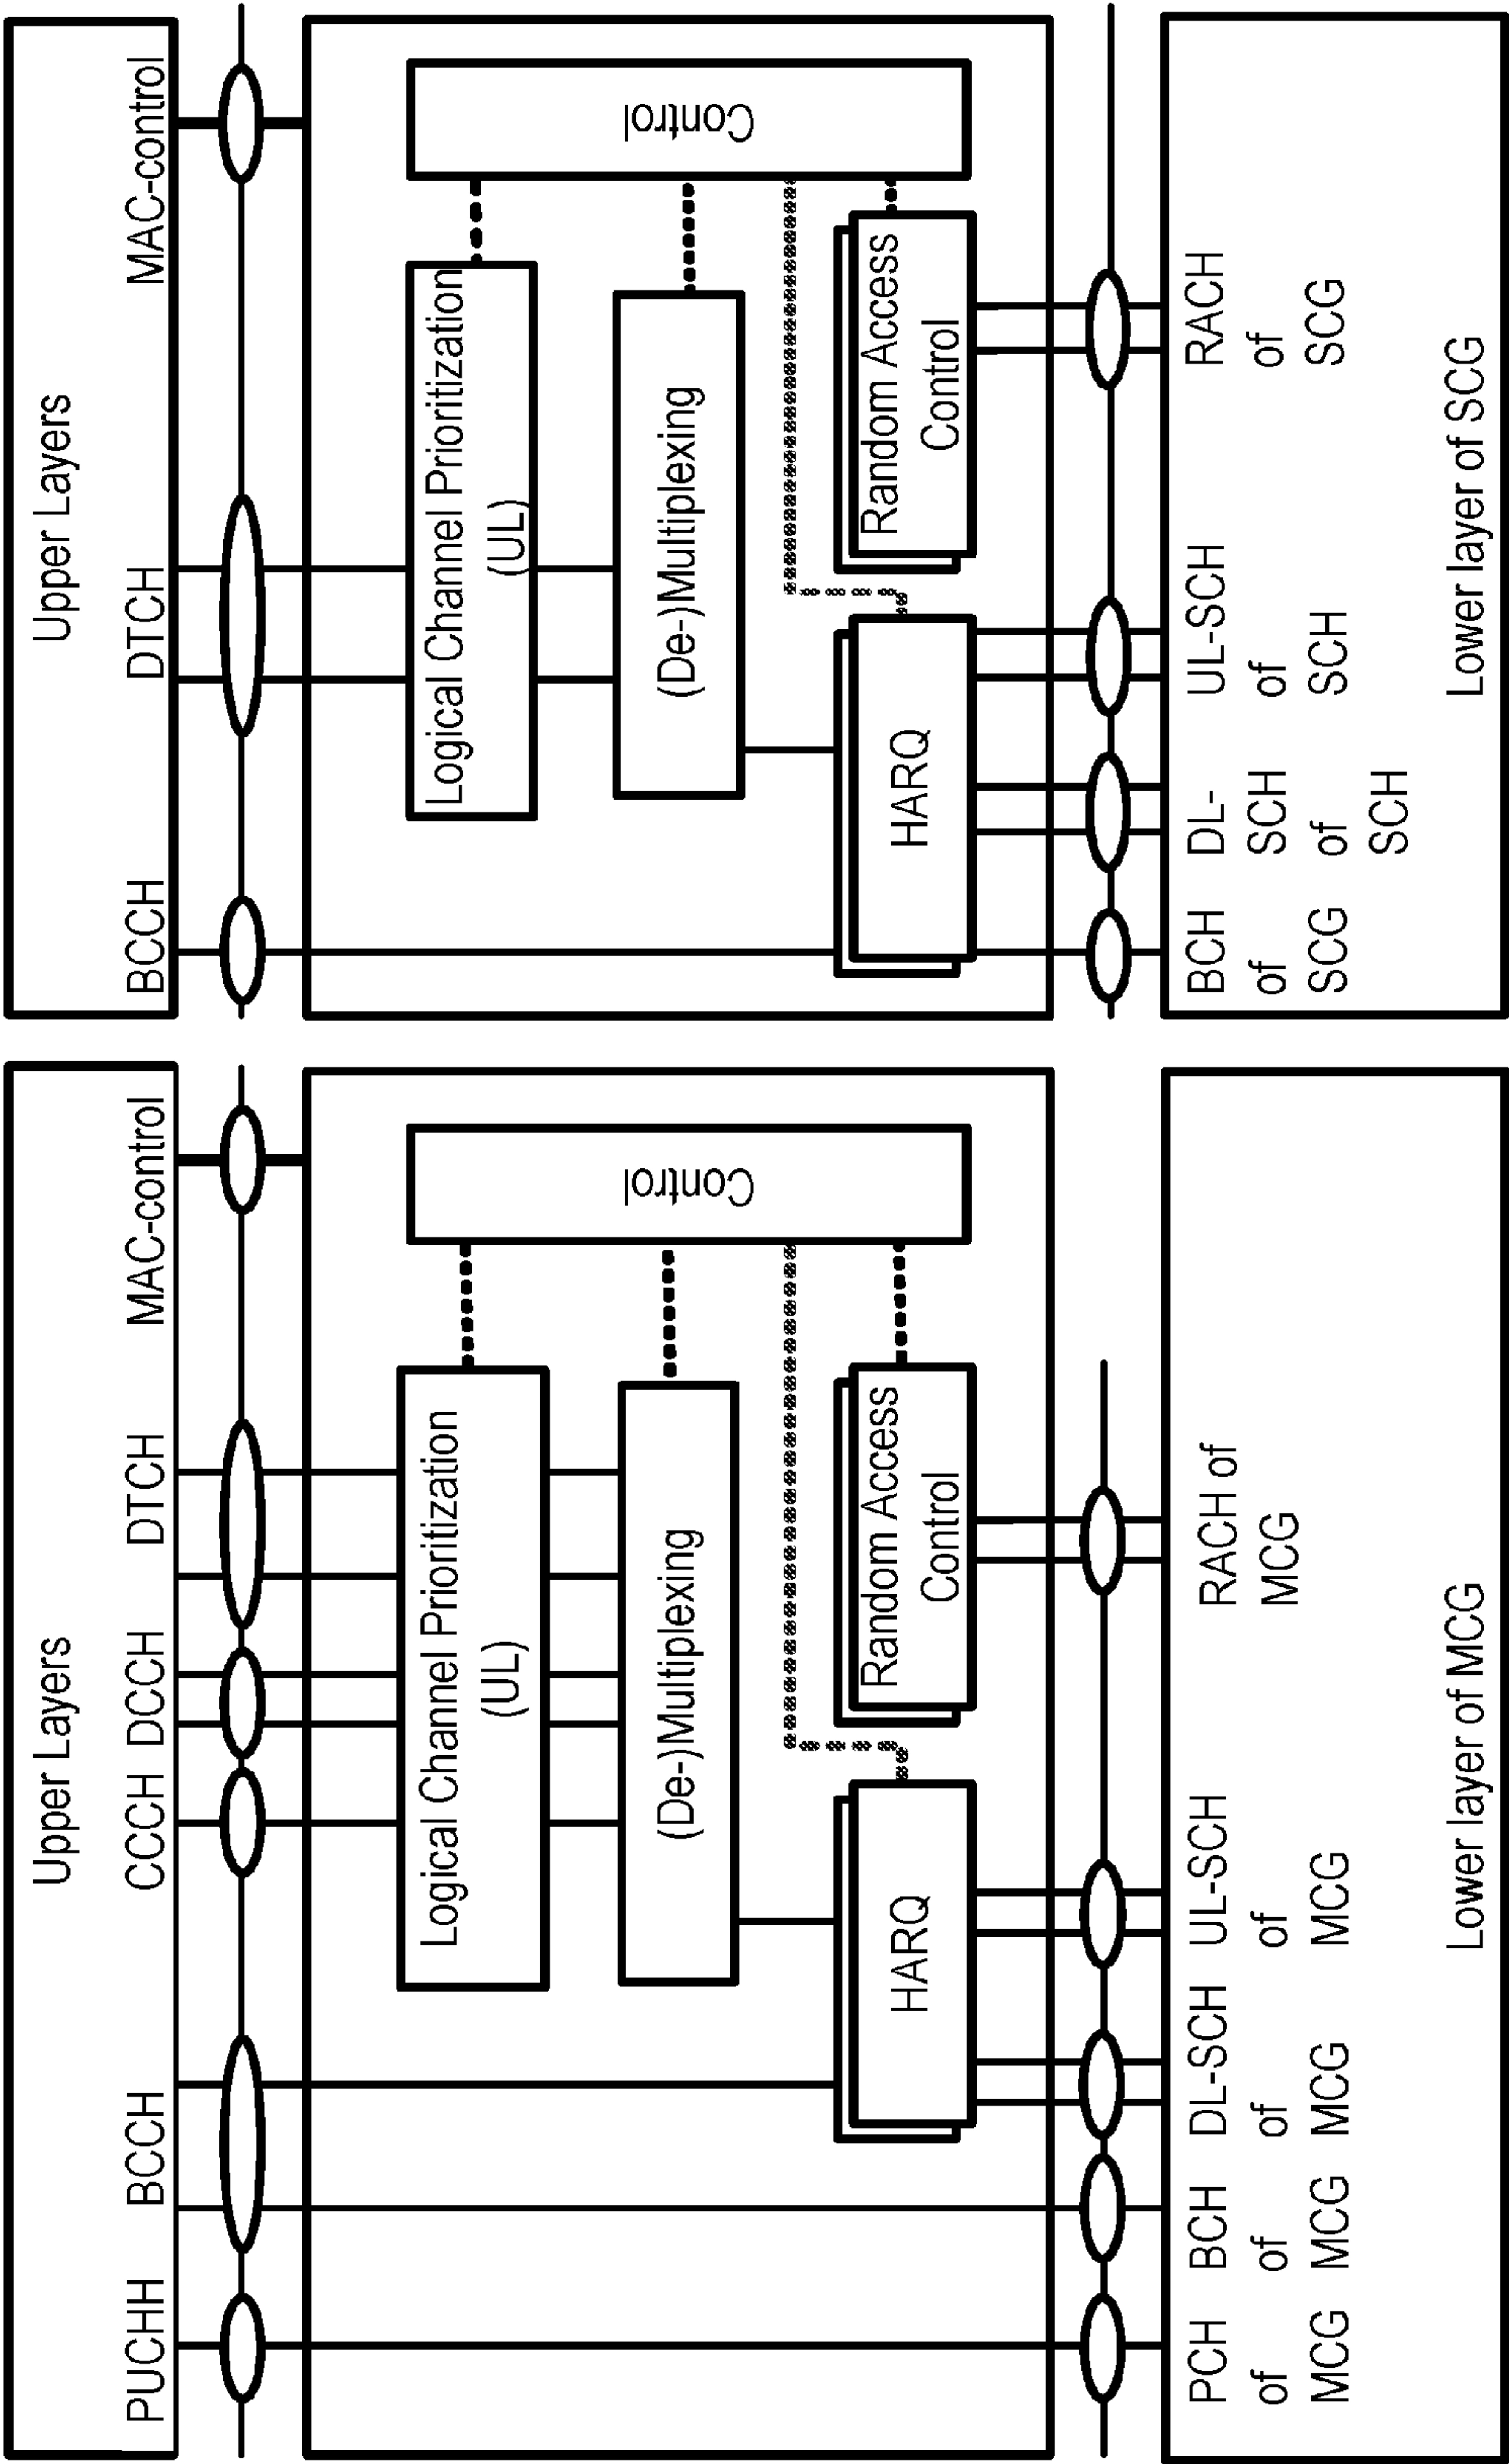 Upper Layers
PUCHH
BCCH
CCCH
DCCH
DTCH
MAC-control
Logical Channel Prioritization
(UL)
(De-)Multiplexing
HARQ
Random Access
Control
Control
PCH
of
MCG
BCH
of
MCG
DL-SCH
of
MCG
UL-SCH
of
MCG
RACH of
MCG
Lower layer of MCG
Upper Layers
BCCH
DTCH
MAC-control
Logical Channel Prioritization
(UL)
(De-)Multiplexing
HARQ
Random Access
Control
Control
BCH
of
SCG
DL-
SCH
of
SCH
UL-SCH
of
SCH
RACH
of
SCG
Lower layer of SCG